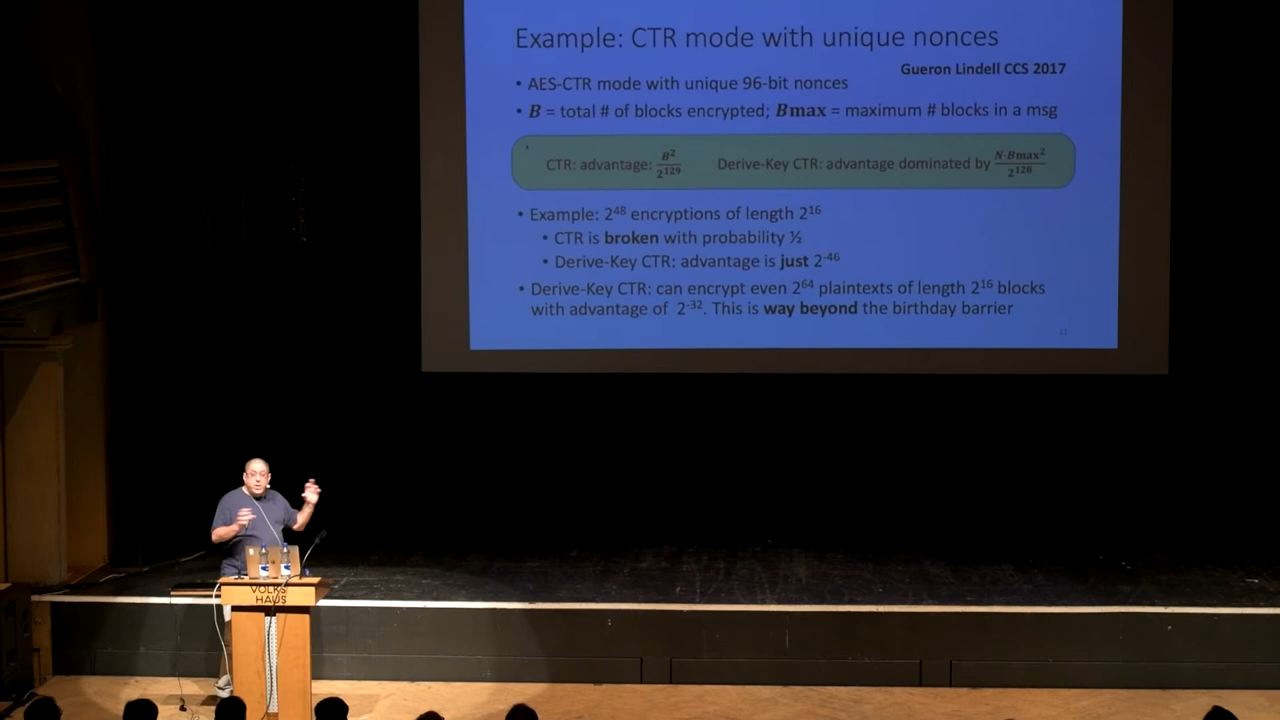 Example: CTR mode with unique nonces
Gueron Lindell CCS 2017
• AES-CTR mode with unique 96-bit nonces
• B = total # of blocks encrypted; Bmax = maximum # blocks in a msg
CTR: advantage: B²/2¹²⁹ Derive-Key CTR: advantage dominated by N·Bmax²/2¹²⁸
• Example: 2⁴⁸ encryptions of length 2¹⁶
• CTR is broken with probability ½
• Derive-Key CTR: advantage is just 2⁻⁴⁶
• Derive-Key CTR: can encrypt even 2⁶⁴ plaintexts of length 2¹⁶ blocks
with advantage of 2⁻³². This is way beyond the birthday barrier
VOLKS
HAUS